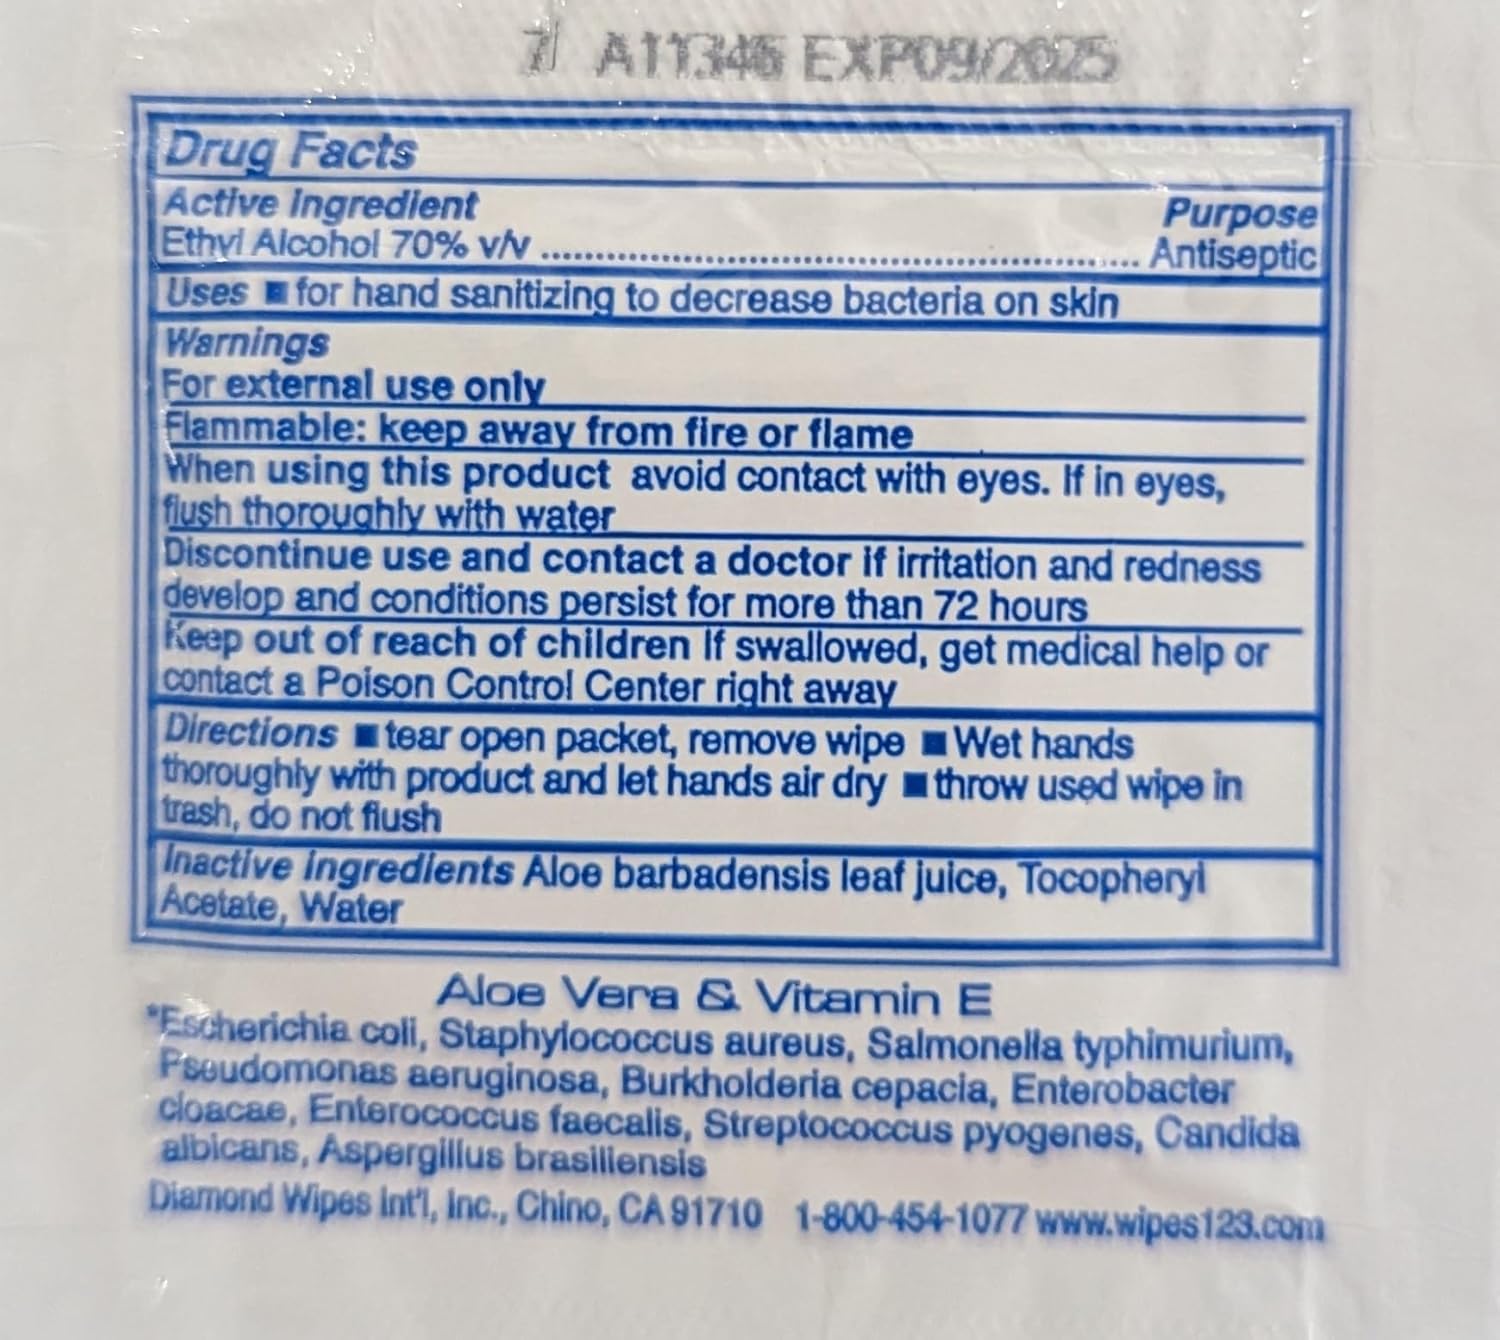 7 A11346 EXP09/2025
Drug Facts
Active Ingredient Purpose
Ethyl Alcohol 70% v/v ........................................................................ Antiseptic
Uses ■ for hand sanitizing to decrease bacteria on skin
Warnings
For external use only
Flammable: keep away from fire or flame
When using this product avoid contact with eyes. If in eyes,
flush thoroughly with water
Discontinue use and contact a doctor if irritation and redness
develop and conditions persist for more than 72 hours
Keep out of reach of children If swallowed, get medical help or
contact a Poison Control Center right away
Directions ■ tear open packet, remove wipe ■ Wet hands
thoroughly with product and let hands air dry ■ throw used wipe in
trash, do not flush
Inactive ingredients Aloe barbadensis leaf juice, Tocopheryl
Acetate, Water
Aloe Vera & Vitamin E
*Escherichia coli, Staphylococcus aureus, Salmonella typhimurium,
Pseudomonas aeruginosa, Burkholderia cepacia, Enterobacter
cloacae, Enterococcus faecalis, Streptococcus pyogenes, Candida
albicans, Aspergillus brasiliensis
Diamond Wipes Int'l, Inc., Chino, CA 91710 1-800-454-1077 www.wipes123.com